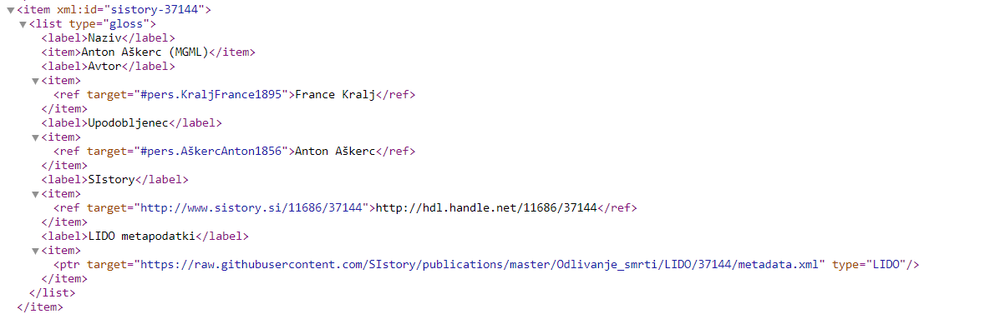 ▼<item xml:id="sistory-37144">
▼<list type="gloss">
<label>Naziv</label>
<item>Anton Aškerc (MGML)</item>
<label>Avtor</label>
▼<item>
<ref target="#pers.KraljFrance1895">France Kralj</ref>
</item>
<label>Upodobljenec</label>
▼<item>
<ref target="#pers.AškercAnton1856">Anton Aškerc</ref>
</item>
<label>SIstory</label>
▼<item>
<ref target="http://www.sistory.si/11686/37144">http://hdl.handle.net/11686/37144</ref>
</item>
<label>LIDO metapodatki</label>
▼<item>
<ptr target="https://raw.githubusercontent.com/SIstory/publications/master/Odlivanje_smrti/LIDO/37144/metadata.xml" type="LIDO"/>
</item>
</list>
</item>